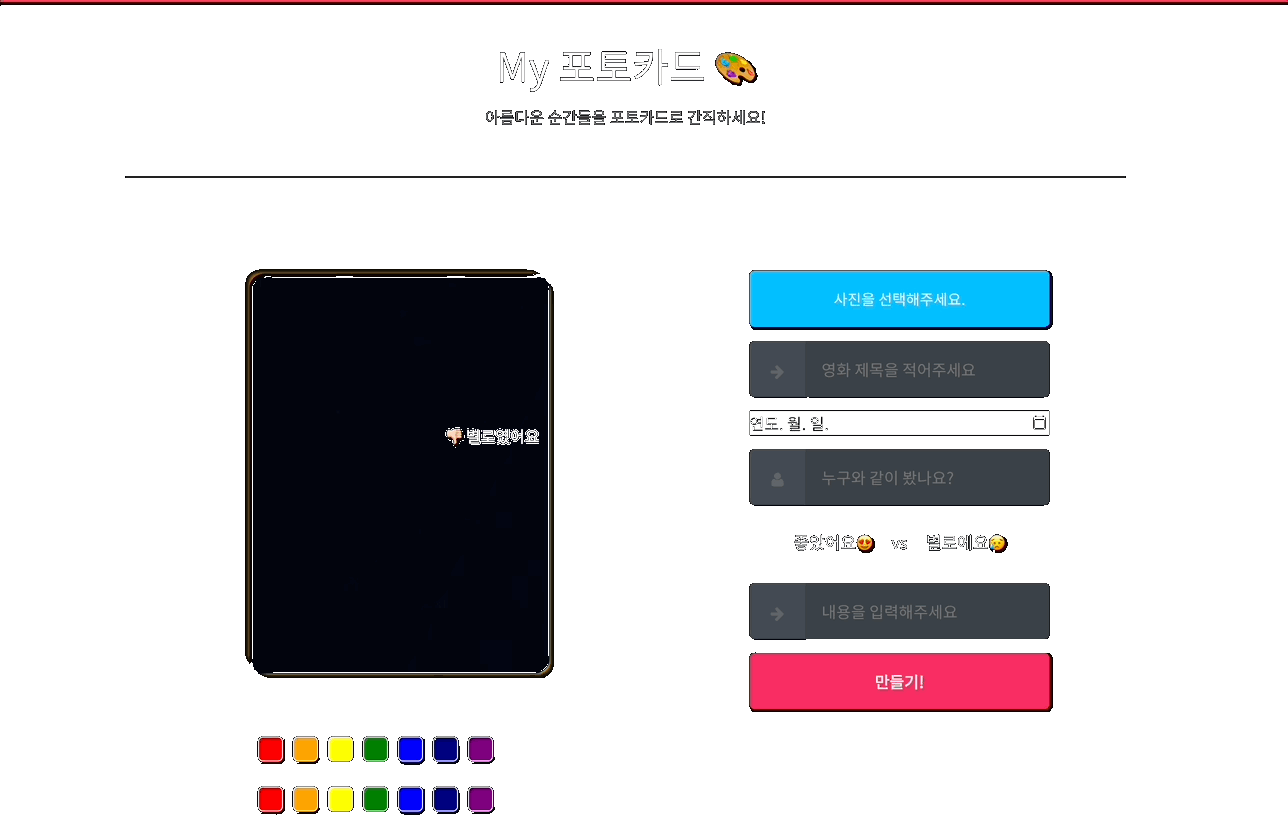 My 포토카드
아름다운 순간들을 포토카드로 간직하세요!
👎🏻 별로였어요
사진을 선택해주세요.
영화 제목을 적어주세요
연도. 월. 일.
누구와 같이 봤나요?
좋았어요😍 vs 별로에요😥
내용을 입력해주세요
만들기!